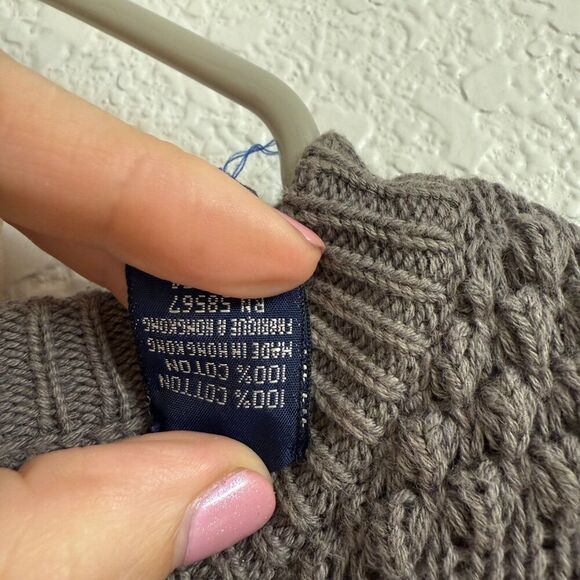 100% COTTON
100% COTON
MADE IN HONG KONG
FABRIQUE A HONGKONG
RN 58567